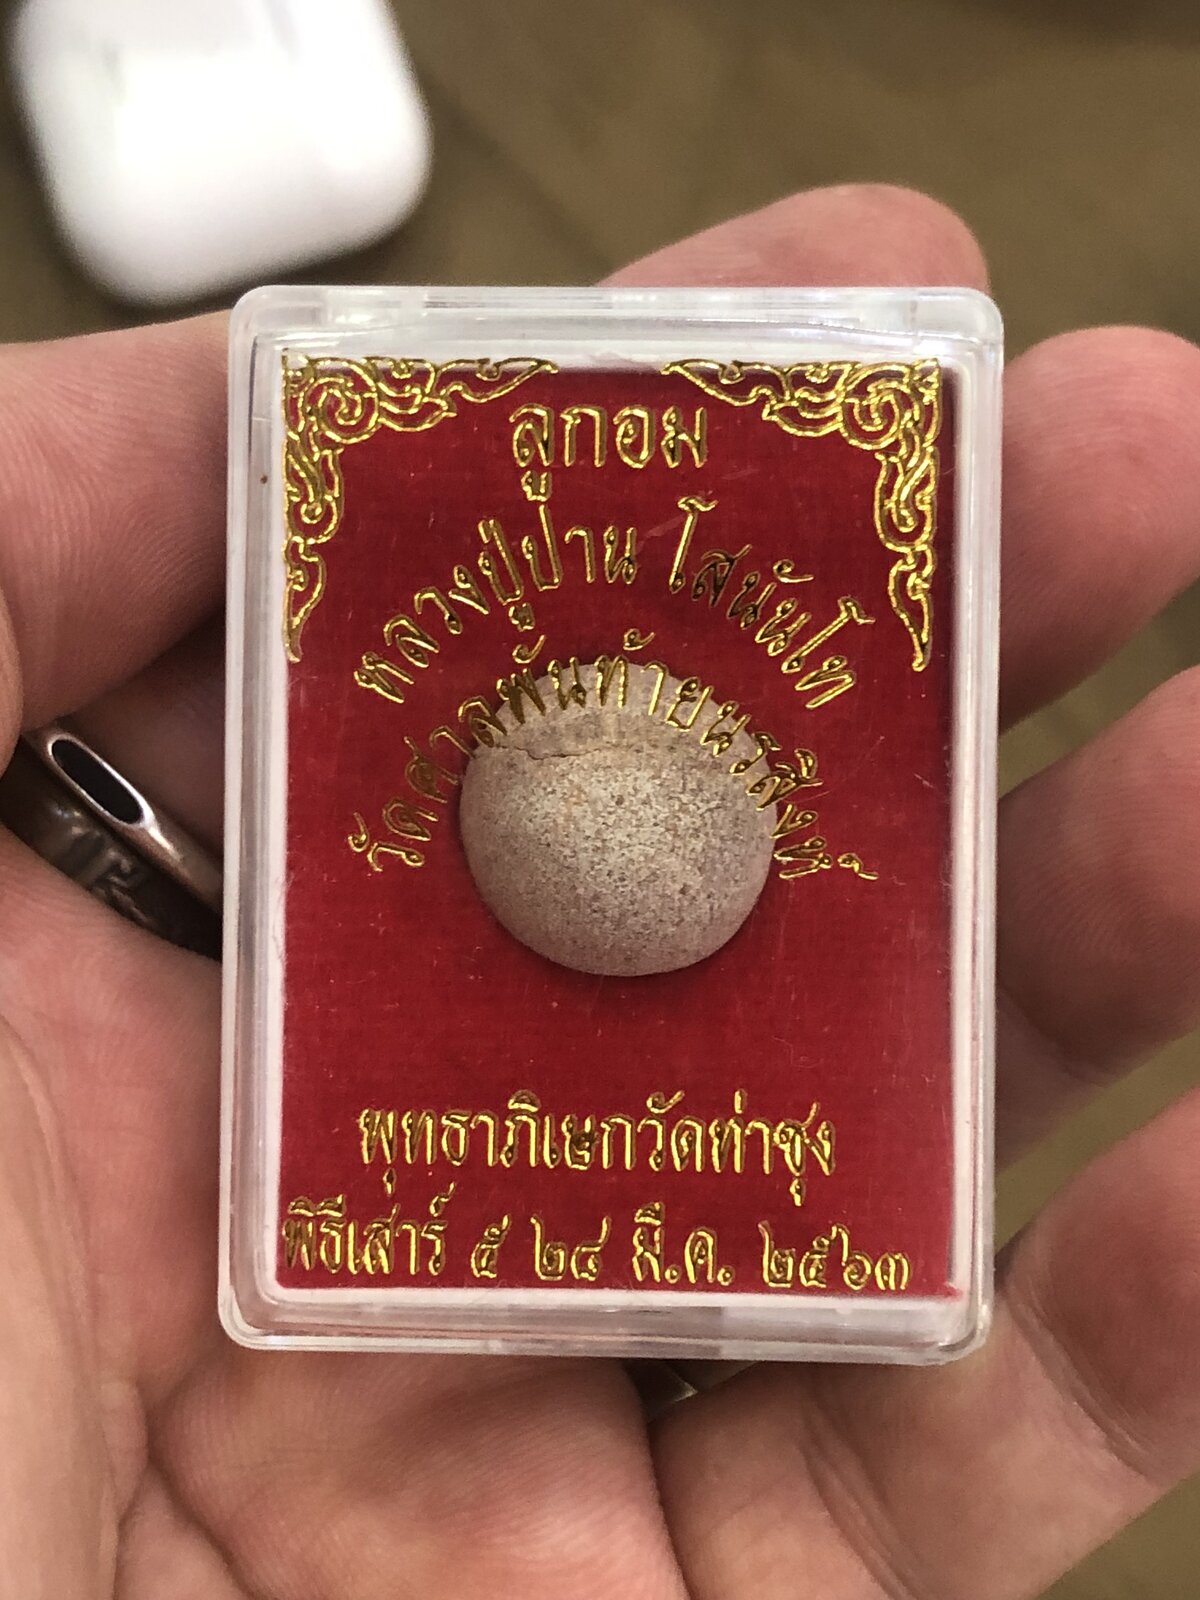 ลูกอม
หลวงปู่ปาน โสนันโท
วัดศาลพันท้ายนรสิงห์
พุทธาภิเษกวัดท่าซุง
พิธีเสาร์ ๕ ๒๘ มี.ค. ๒๕๖๓